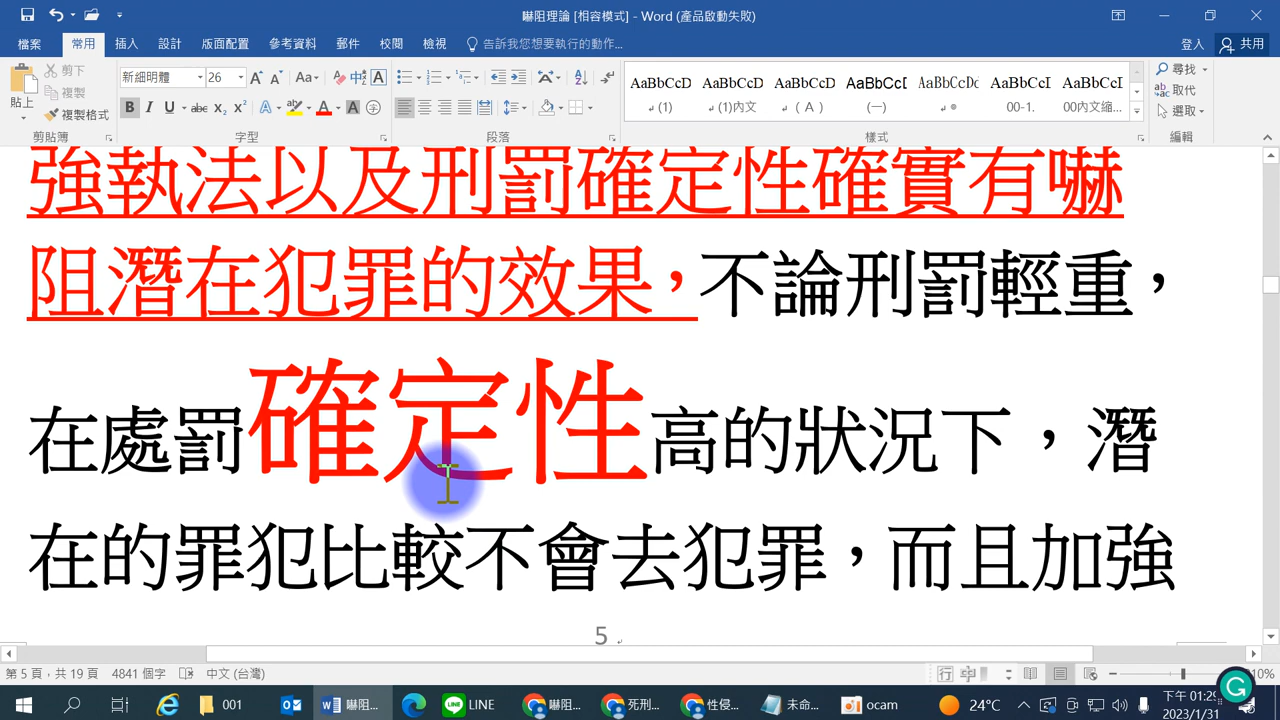 嚇阻理論 [相容模式] - Word (產品啟動失敗)
檔案 常用 插入 設計 版面配置 參考資料 郵件 校閱 檢視 告訴我您想要執行的動作... 登入 共用
貼上 剪下 複製 複製格式
新細明體 26
AaBbCcD AaBbCcD AaBbCcD AaBbCcI AaBbCcDc AaBbCcD AaBbCcI
(1) (1)內文 (A) (二) 00-1. 00內文縮...
尋找 取代 選取
剪貼簿 字型 段落 樣式 編輯
強執法以及刑罰確定性確實有嚇
阻潛在犯罪的效果，不論刑罰輕重，
在處罰確定性高的狀況下，潛
在的罪犯比較不會去犯罪，而且加強
5
第 5 頁，共 19 頁 4841 個字 中文 (台灣)
001 嚇阻... LINE 嚇阻... 死刑... 性侵... 未命... ocam 24°C 中 下午 01:29
2023/1/31